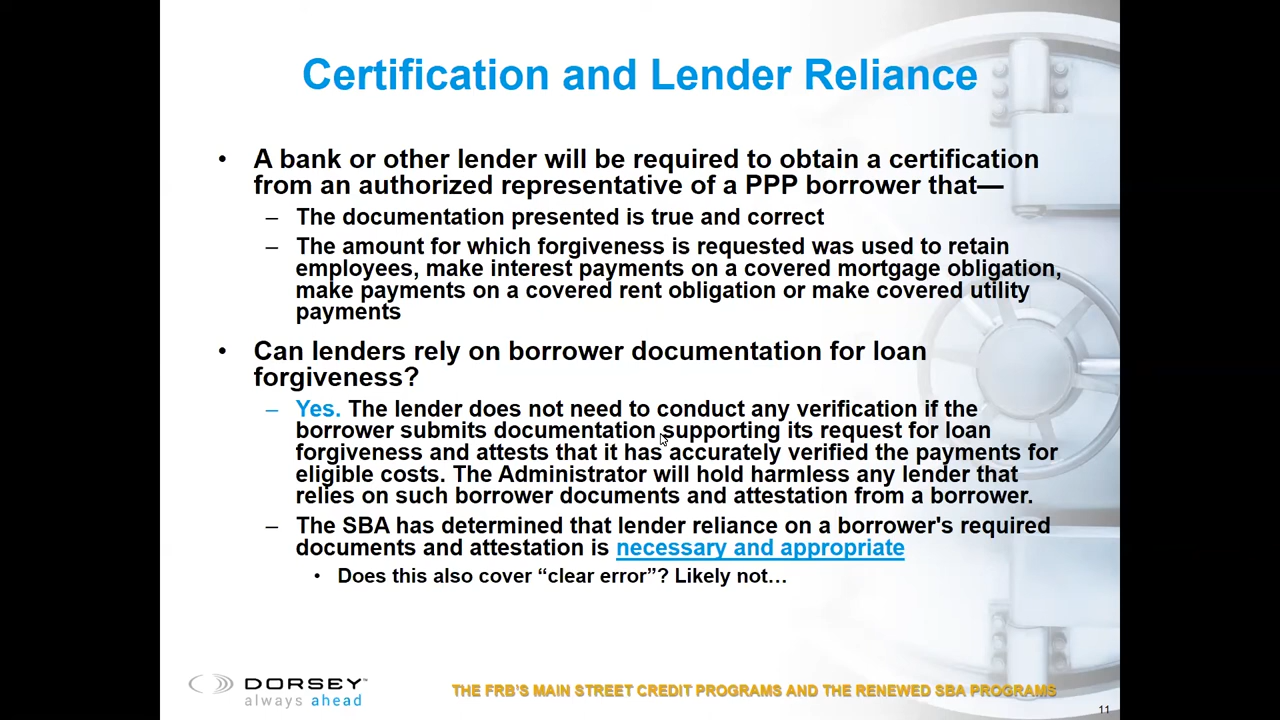 Certification and Lender Reliance
• A bank or other lender will be required to obtain a certification
from an authorized representative of a PPP borrower that—
– The documentation presented is true and correct
– The amount for which forgiveness is requested was used to retain
employees, make interest payments on a covered mortgage obligation,
make payments on a covered rent obligation or make covered utility
payments
• Can lenders rely on borrower documentation for loan
forgiveness?
– Yes. The lender does not need to conduct any verification if the
borrower submits documentation supporting its request for loan
forgiveness and attests that it has accurately verified the payments for
eligible costs. The Administrator will hold harmless any lender that
relies on such borrower documents and attestation from a borrower.
– The SBA has determined that lender reliance on a borrower's required
documents and attestation is necessary and appropriate
• Does this also cover “clear error”? Likely not…
DORSEY™
always ahead
THE FRB'S MAIN STREET CREDIT PROGRAMS AND THE RENEWED SBA PROGRAMS
11